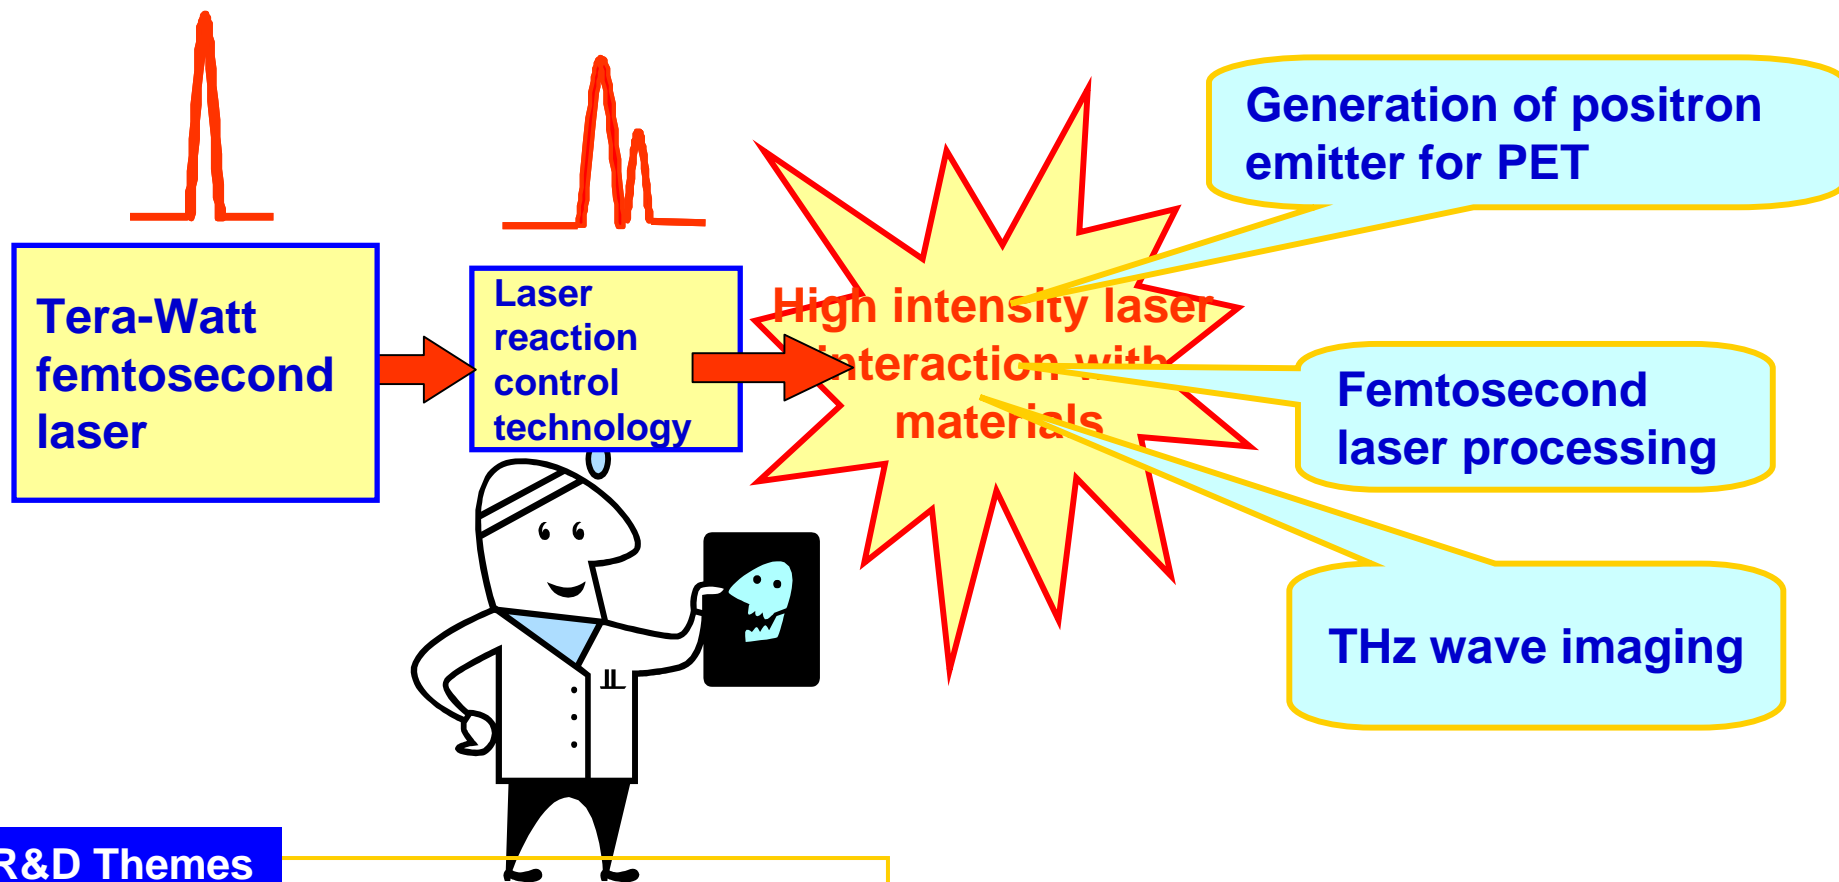 Generation of positron
emitter for PET
Tera-Watt
femtosecond
laser
Laser
reaction
control
technology
High intensity laser
interaction with
materials
Femtosecond
laser processing
THz wave imaging
R&D Themes